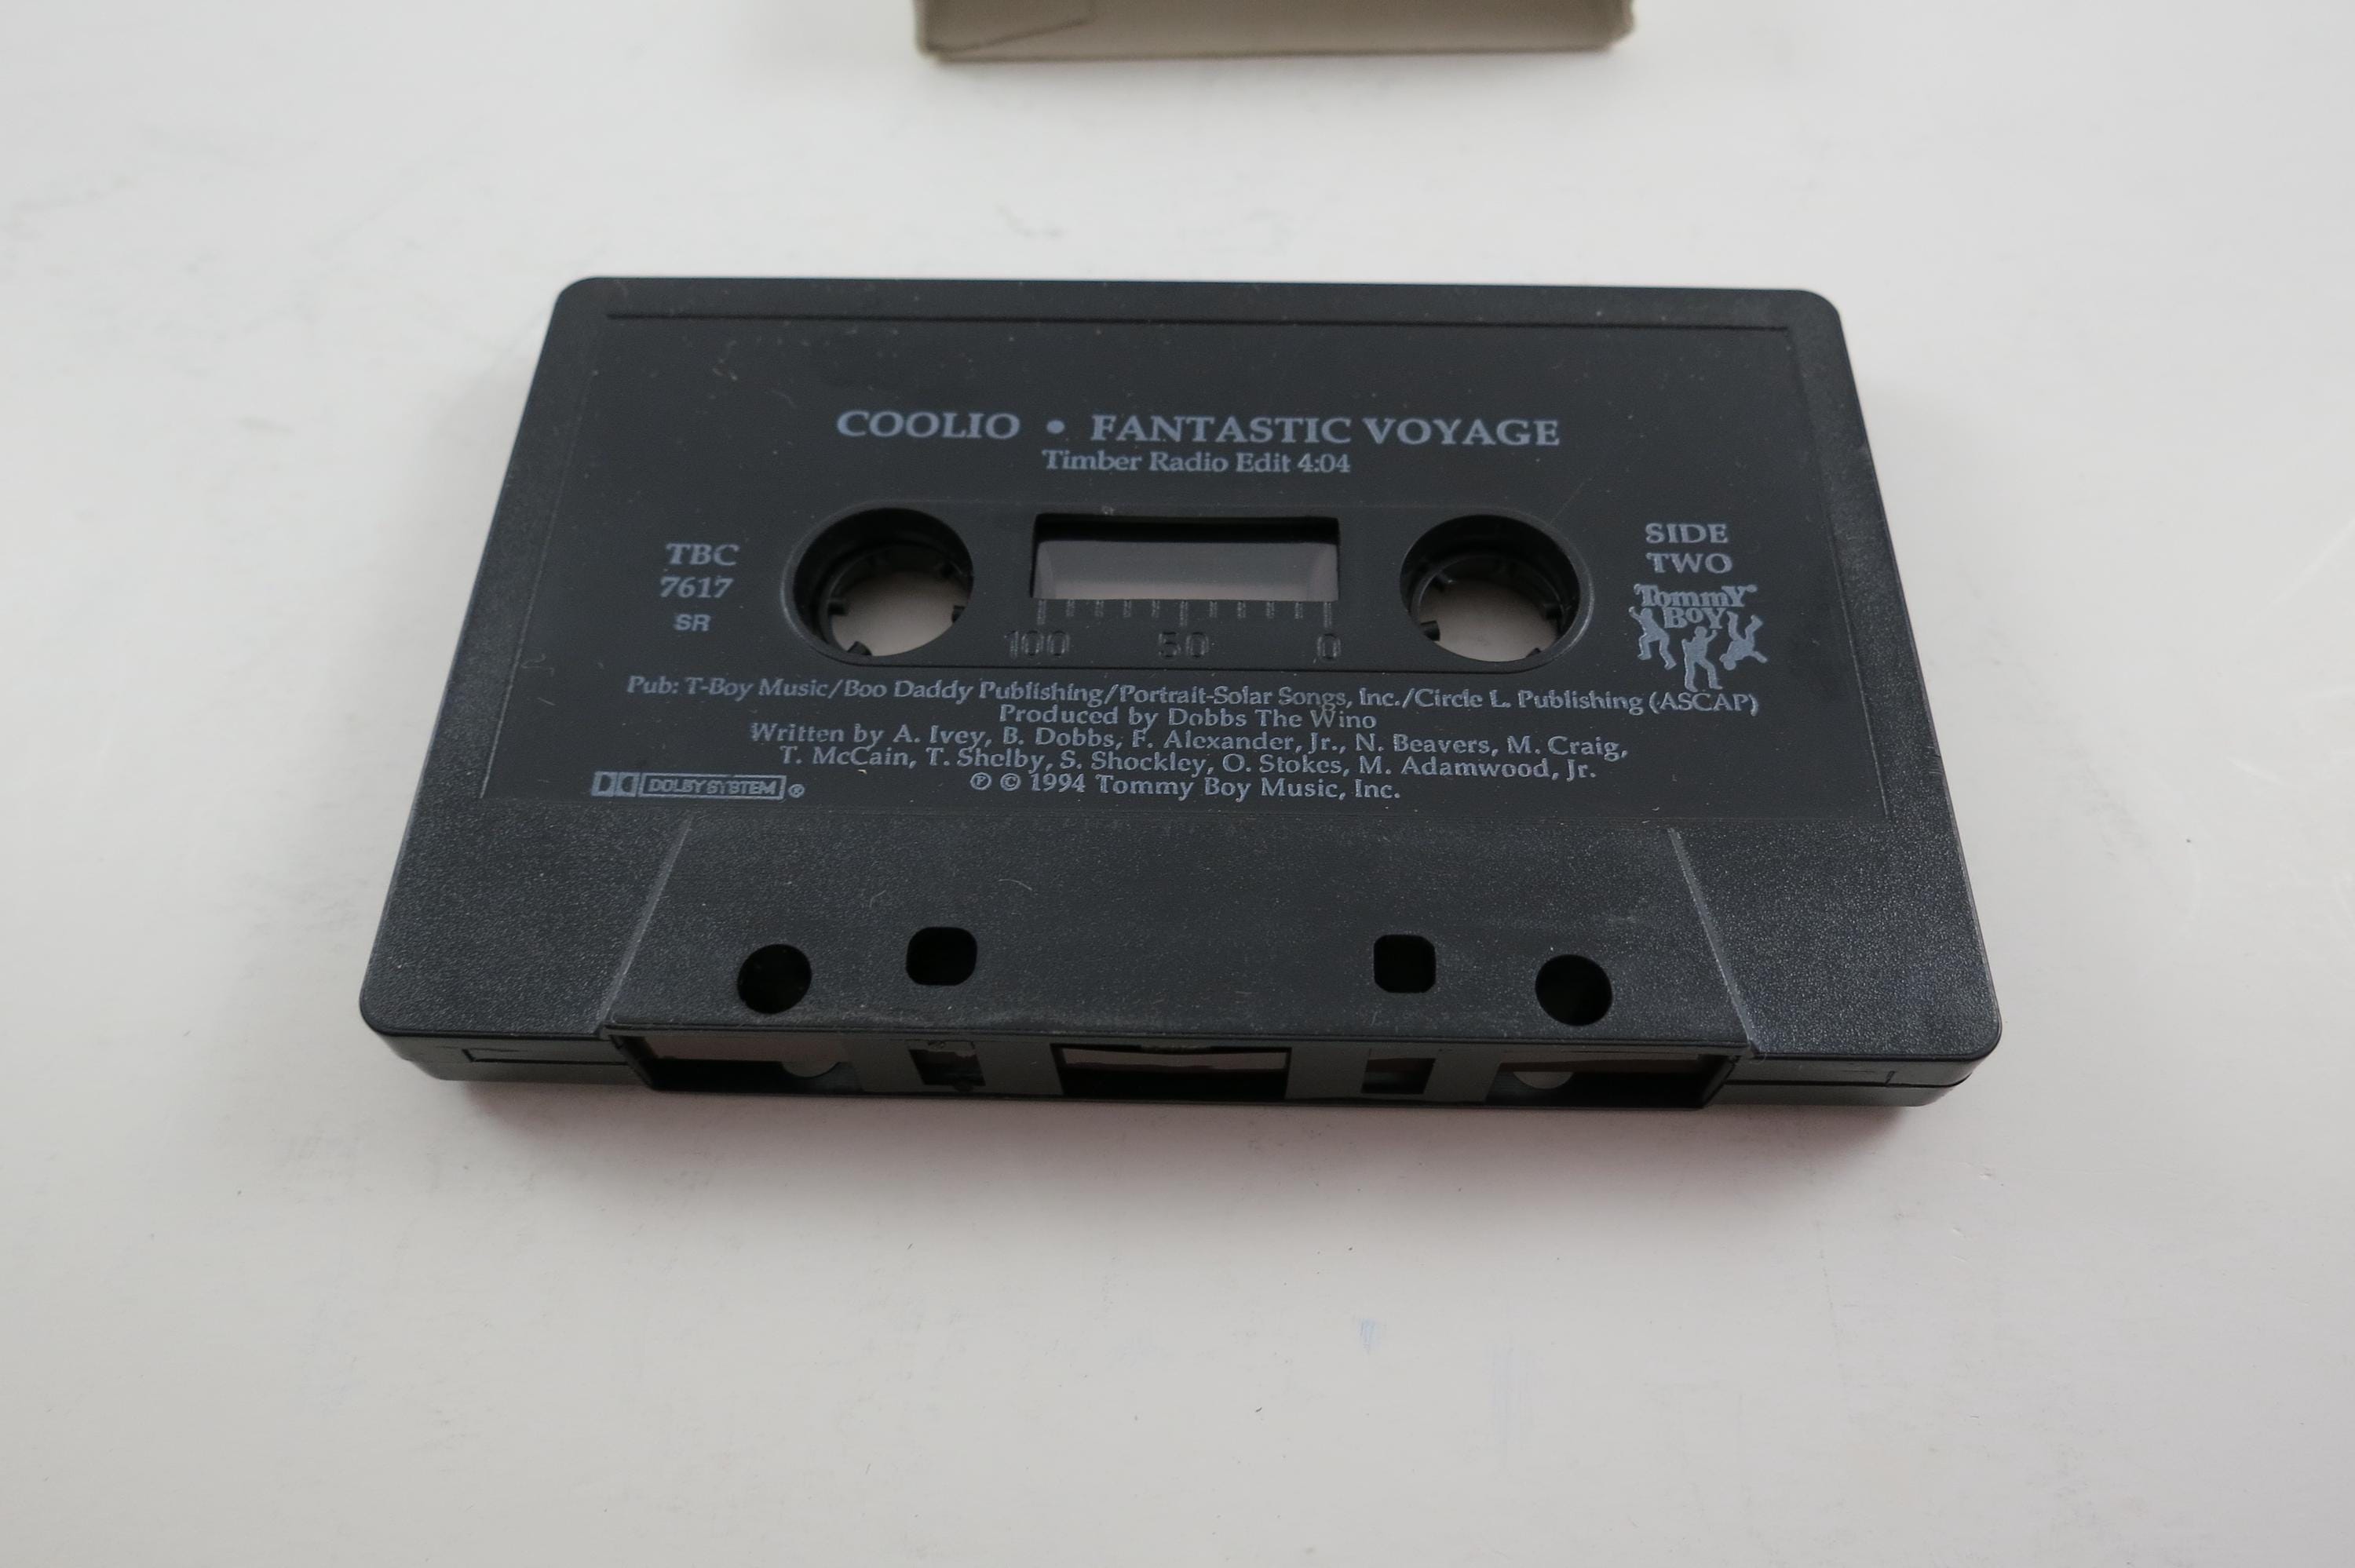 COOLIO • FANTASTIC VOYAGE
Timber Radio Edit 4:04
TBC
7617
SR
100 50 0
SIDE
TWO
TommY®
BOY
Pub: T-Boy Music/Boo Daddy Publishing/Portrait-Solar Songs, Inc./Circle L. Publishing (ASCAP)
Produced by Dobbs The Wino
Written by A. Ivey, B. Dobbs, F. Alexander, Jr., N. Beavers, M. Craig,
T. McCain, T. Shelby, S. Shockley, O. Stokes, M. Adamwood, Jr.
℗ © 1994 Tommy Boy Music, Inc.
DOLBY SYSTEM ®